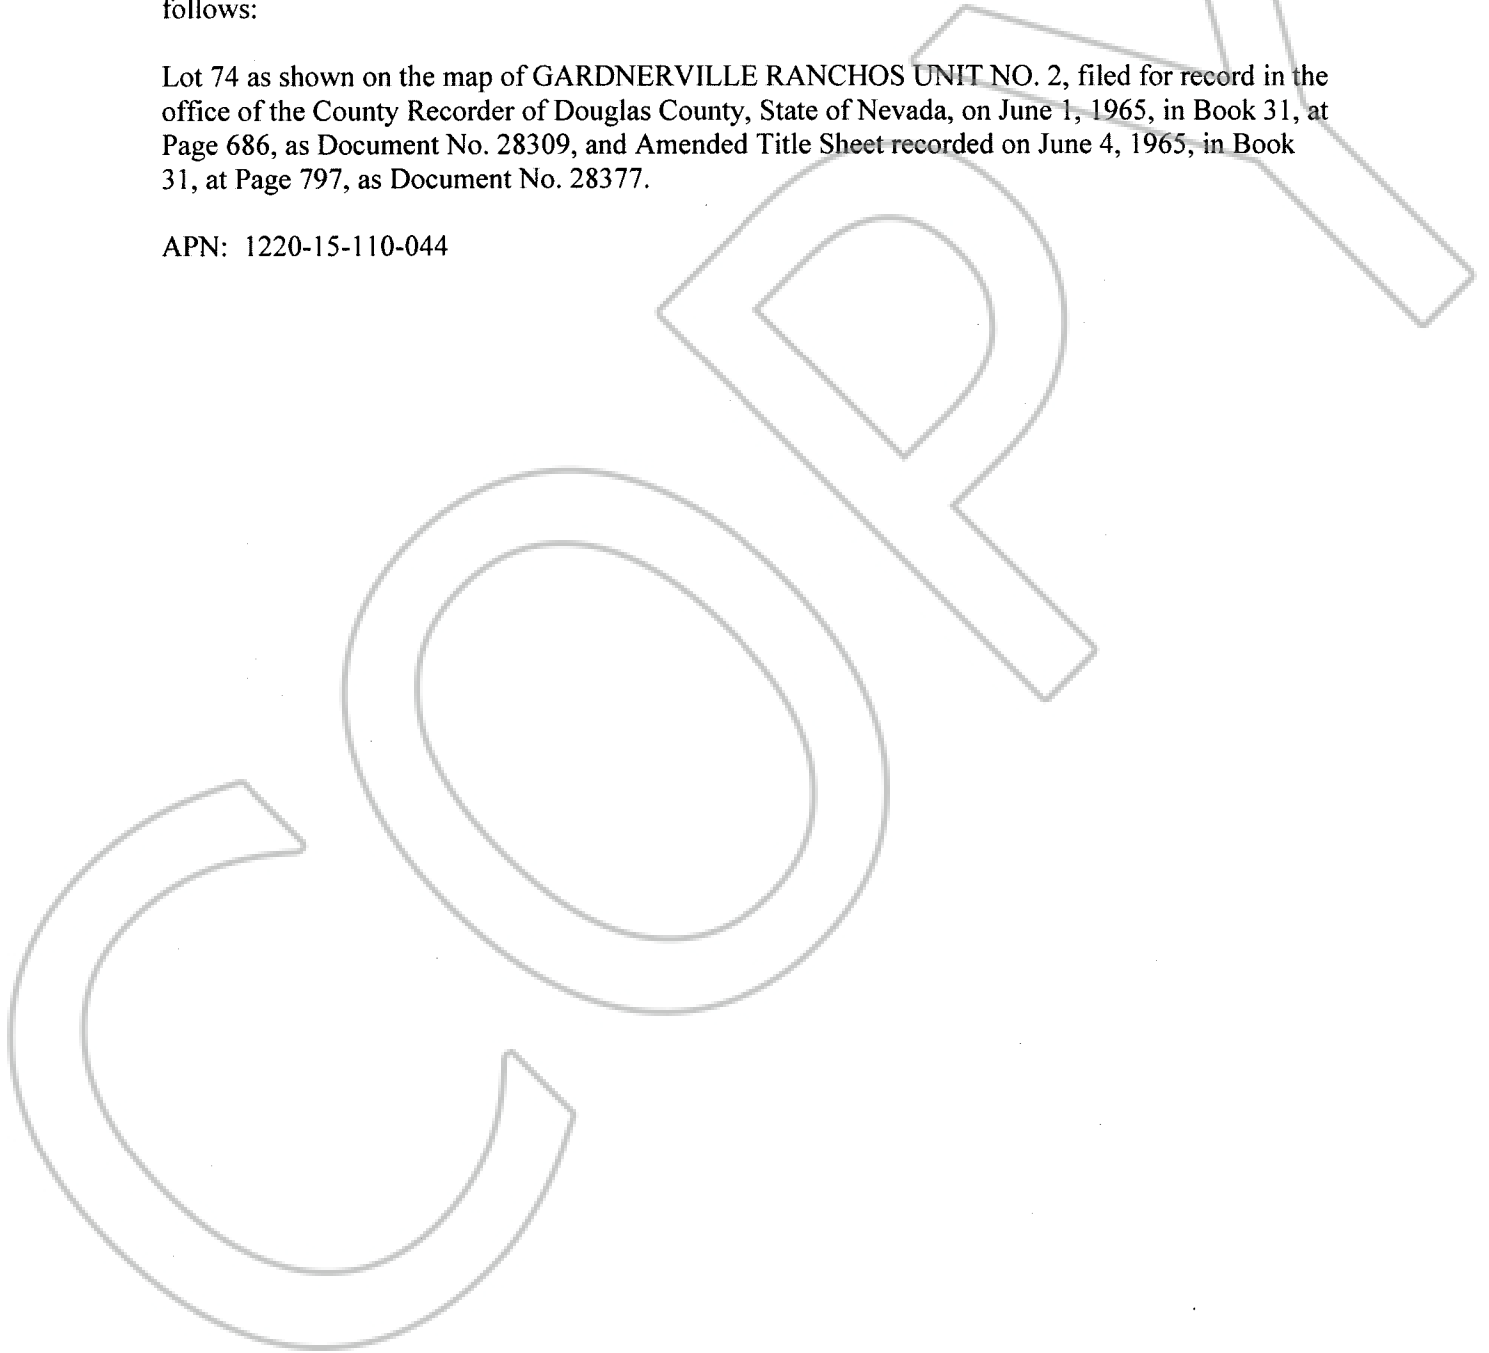 follows:
Lot 74 as shown on the map of GARDNERVILLE RANCHOS UNIT NO. 2, filed for record in the
office of the County Recorder of Douglas County, State of Nevada, on June 1, 1965, in Book 31, at
Page 686, as Document No. 28309, and Amended Title Sheet recorded on June 4, 1965, in Book
31, at Page 797, as Document No. 28377.
APN: 1220-15-110-044
COPY